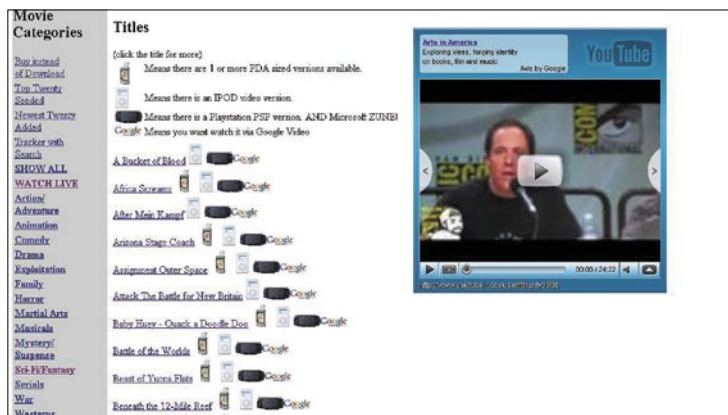 Movie
Categories
Buy instead
of Download
Top Twenty
Seeded
Newest Twenty
Added
Tracker with
Search
SHOW ALL
WATCH LIVE
Action/
Adventure
Animation
Comedy
Drama
Exploitation
Family
Horror
Martial Arts
Musicals
Mystery/
Suspense
Sci-Fi/Fantasy
Serials
War
Westerns
Titles
(click the title for more)
Means there are 1 or more PDA sized versions available.
Means there is an IPOD video version.
Means there is a Playstation PSP version. AND Microsoft ZUNE!
Google Means you want watch it via Google Video
A Bucket of Blood Google
Africa Screams Google
After Mein Kampf Google
Arizona Stage Coach Google
Assignment Outer Space Google
Attack The Battle for New Britain Google
Baby Huey - Quack a Doodle Doo Google
Battle of the Worlds Google
Beast of Yucca Flats Google
Beneath the 12-Mile Reef Google
Arts in America
Exploring ideas, forging identity
on books, film and music
Ads by Google
YouTube
COM
INTERNATIONAL
00:00 / 24:22